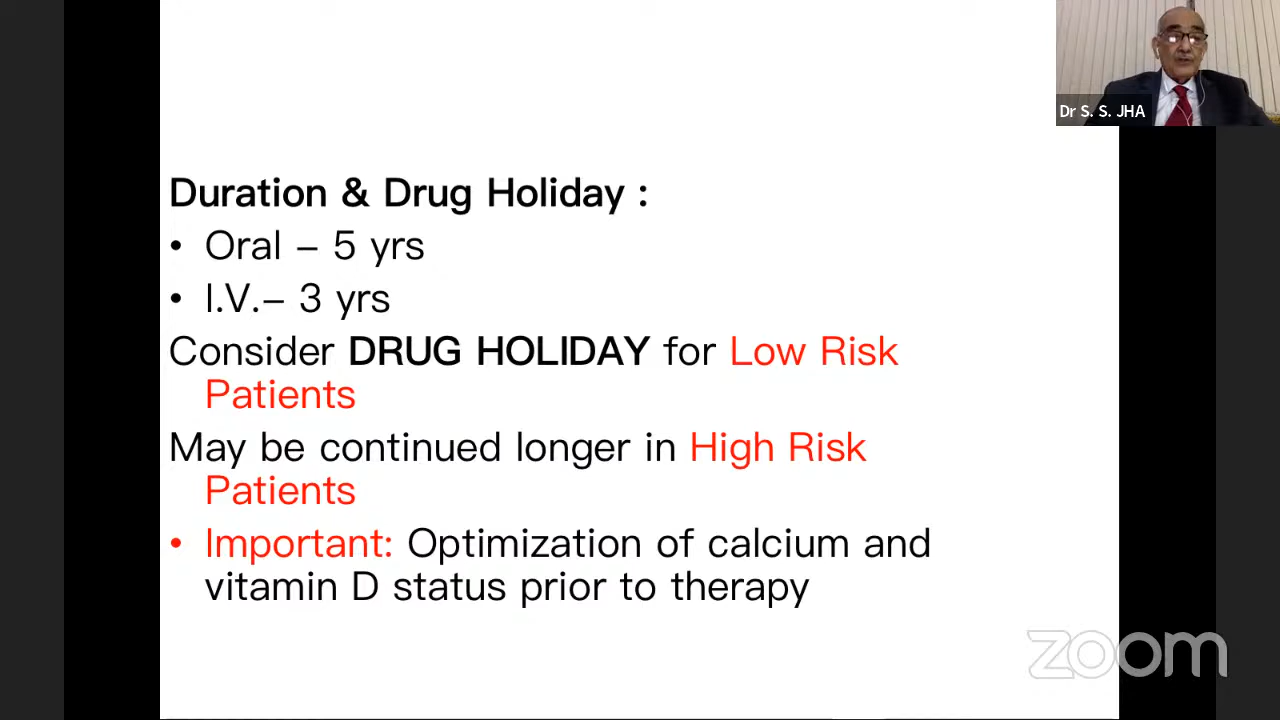 Dr S. S. JHA
Duration & Drug Holiday :
• Oral – 5 yrs
• I.V.– 3 yrs
Consider DRUG HOLIDAY for Low Risk
Patients
May be continued longer in High Risk
Patients
• Important: Optimization of calcium and
vitamin D status prior to therapy
zoom